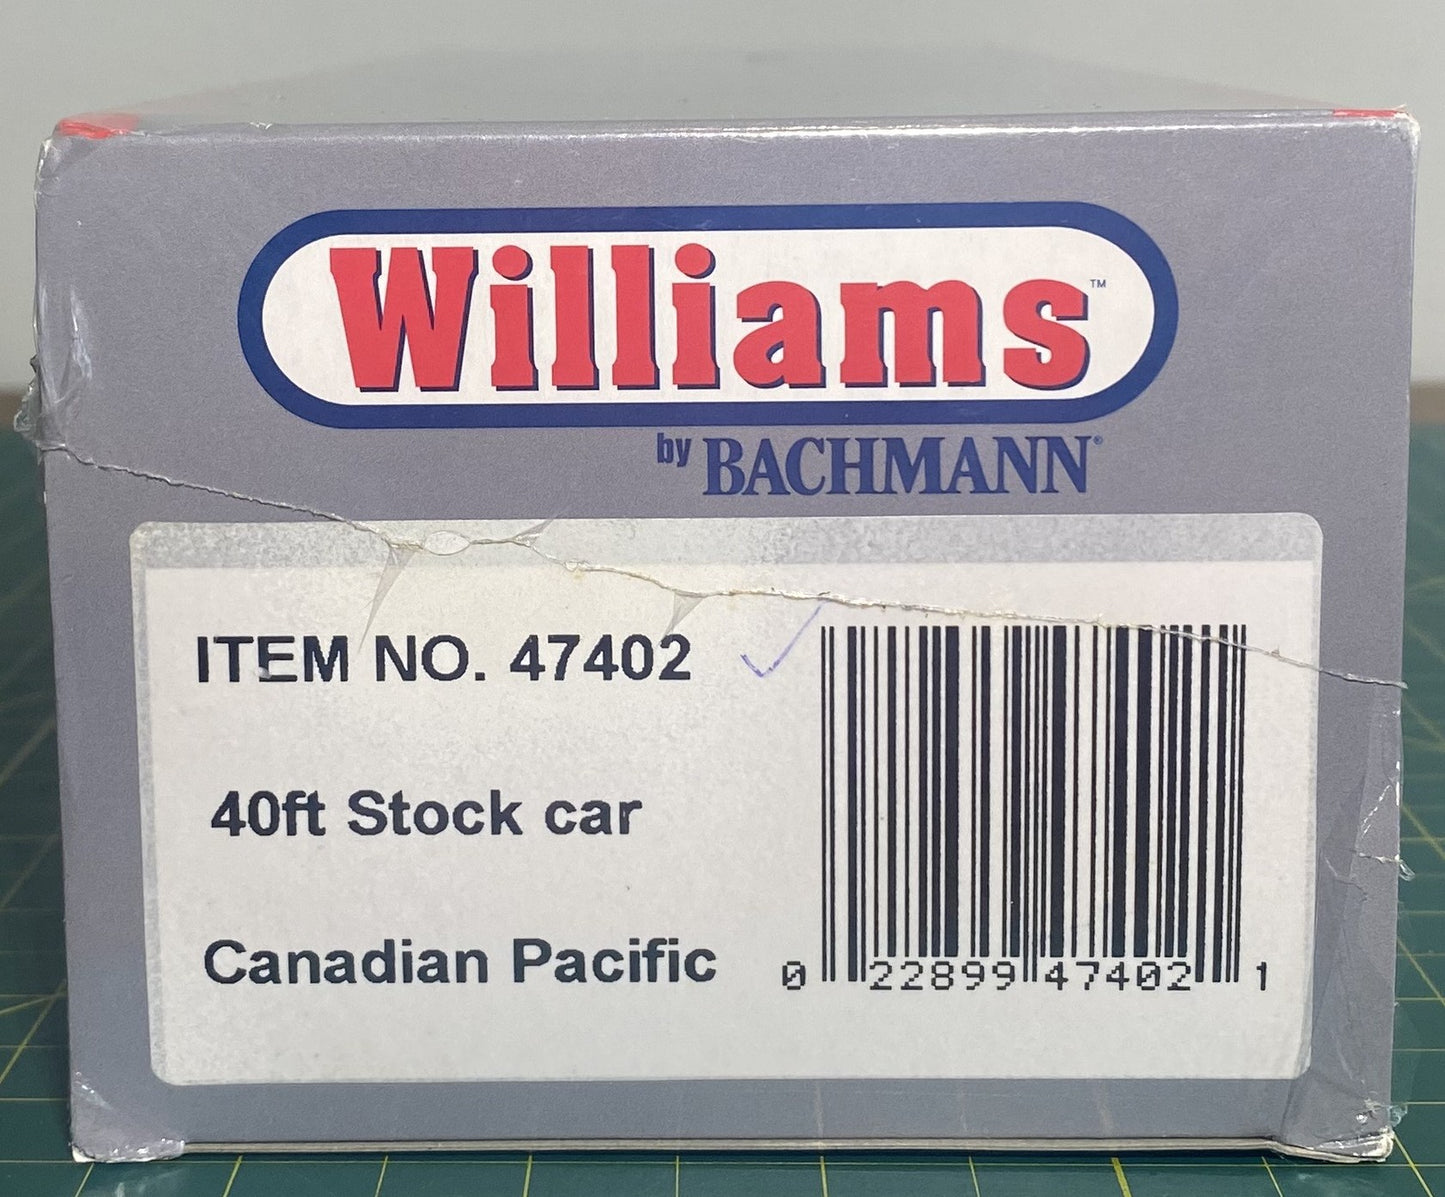 Williams™
by BACHMANN®
ITEM NO. 47402
40ft Stock car
Canadian Pacific
0 22899 47402 1